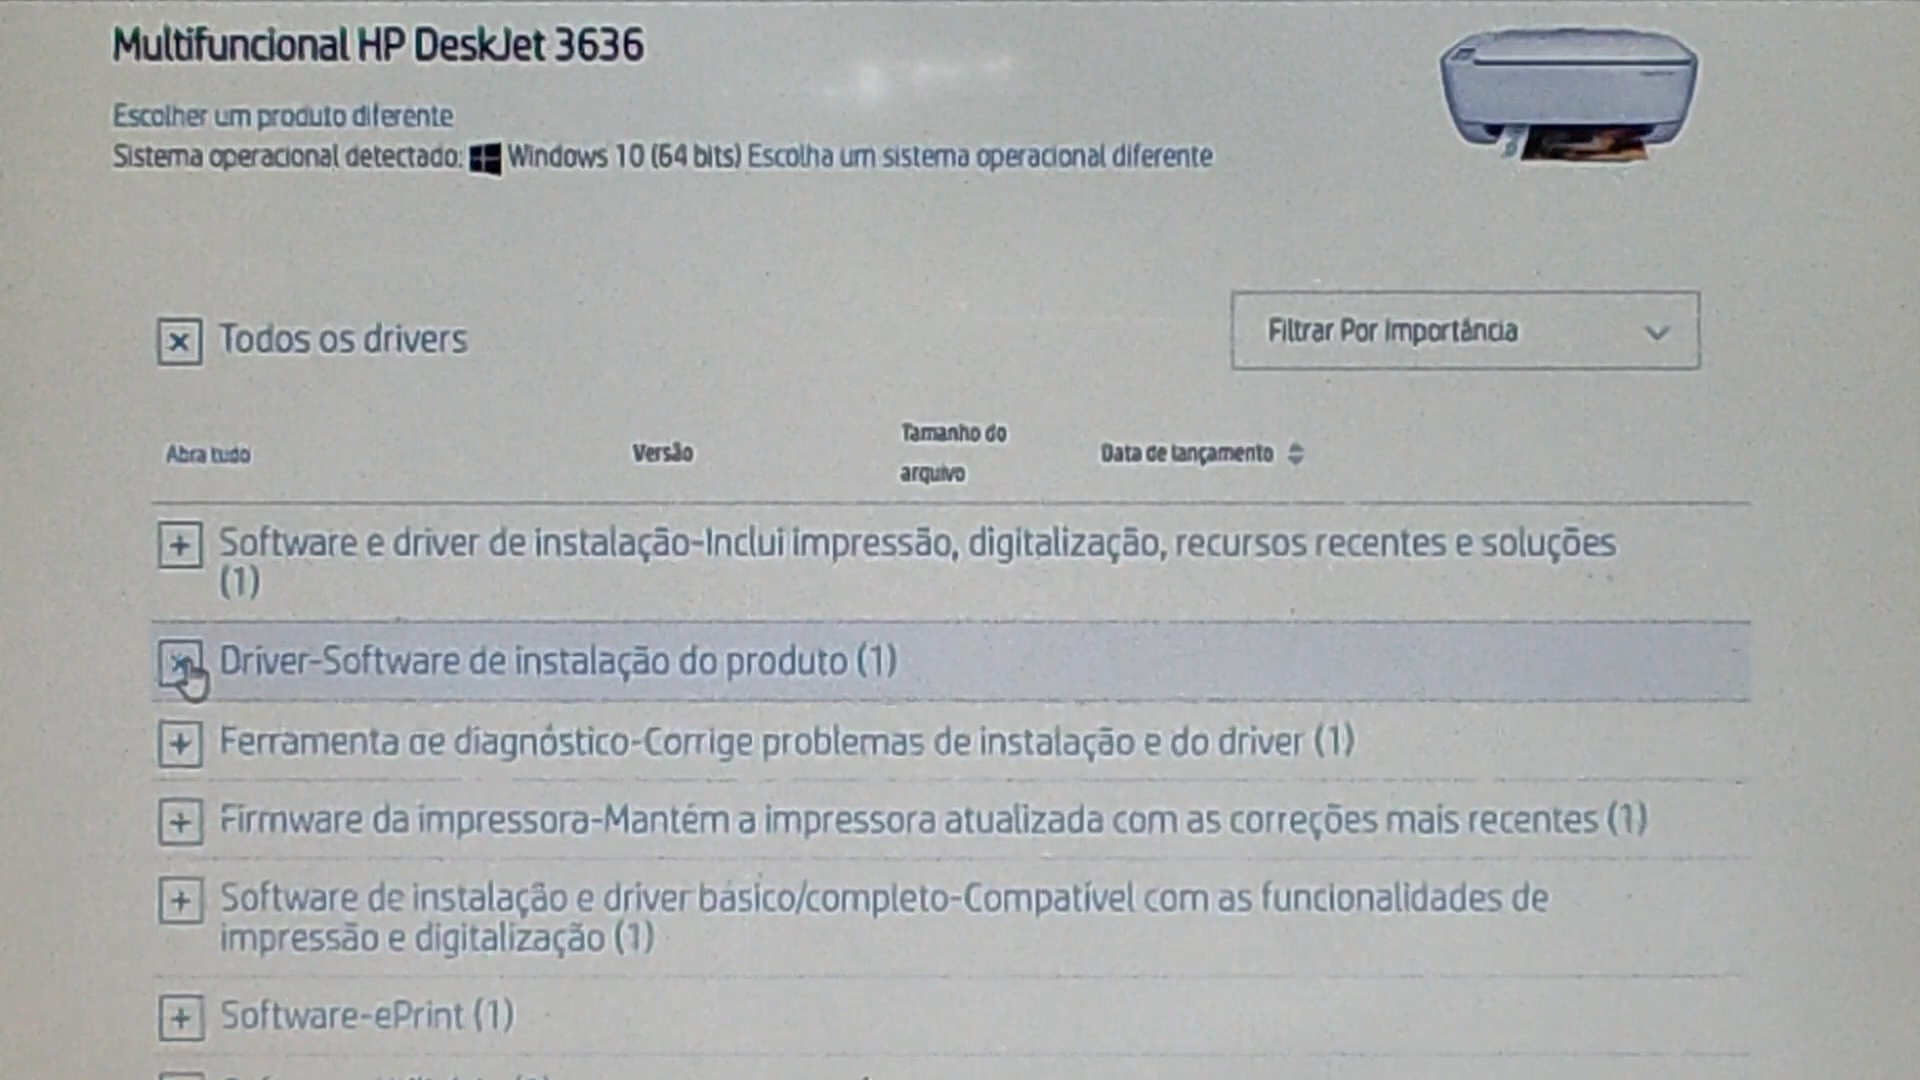 Multifuncional HP DeskJet 3636
Escolher um produto diferente
Sistema operacional detectado: Windows 10 (64 bits) Escolha um sistema operacional diferente
Todos os drivers
Filtrar Por Importância
Abra tudo
Versão
Tamanho do
arquivo
Data de lançamento
Software e driver de instalação-Inclui impressão, digitalização, recursos recentes e soluções
(1)
Driver-Software de instalação do produto (1)
Ferramenta de diagnóstico-Corrige problemas de instalação e do driver (1)
Firmware da impressora-Mantém a impressora atualizada com as correções mais recentes (1)
Software de instalação e driver básico/completo-Compatível com as funcionalidades de
impressão e digitalização (1)
Software-ePrint (1)